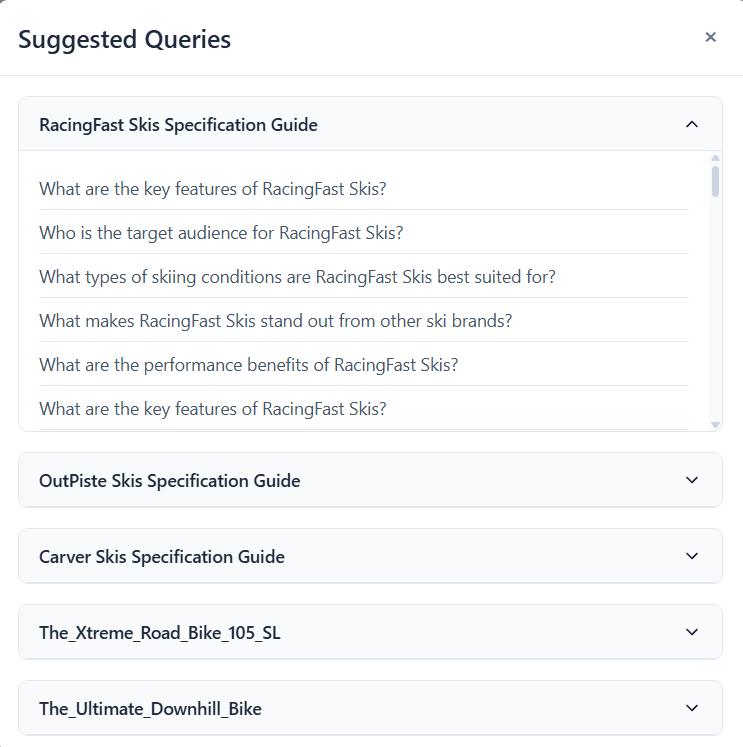 Suggested Queries
RacingFast Skis Specification Guide
What are the key features of RacingFast Skis?
Who is the target audience for RacingFast Skis?
What types of skiing conditions are RacingFast Skis best suited for?
What makes RacingFast Skis stand out from other ski brands?
What are the performance benefits of RacingFast Skis?
What are the key features of RacingFast Skis?
OutPiste Skis Specification Guide
Carver Skis Specification Guide
The_Xtreme_Road_Bike_105_SL
The_Ultimate_Downhill_Bike